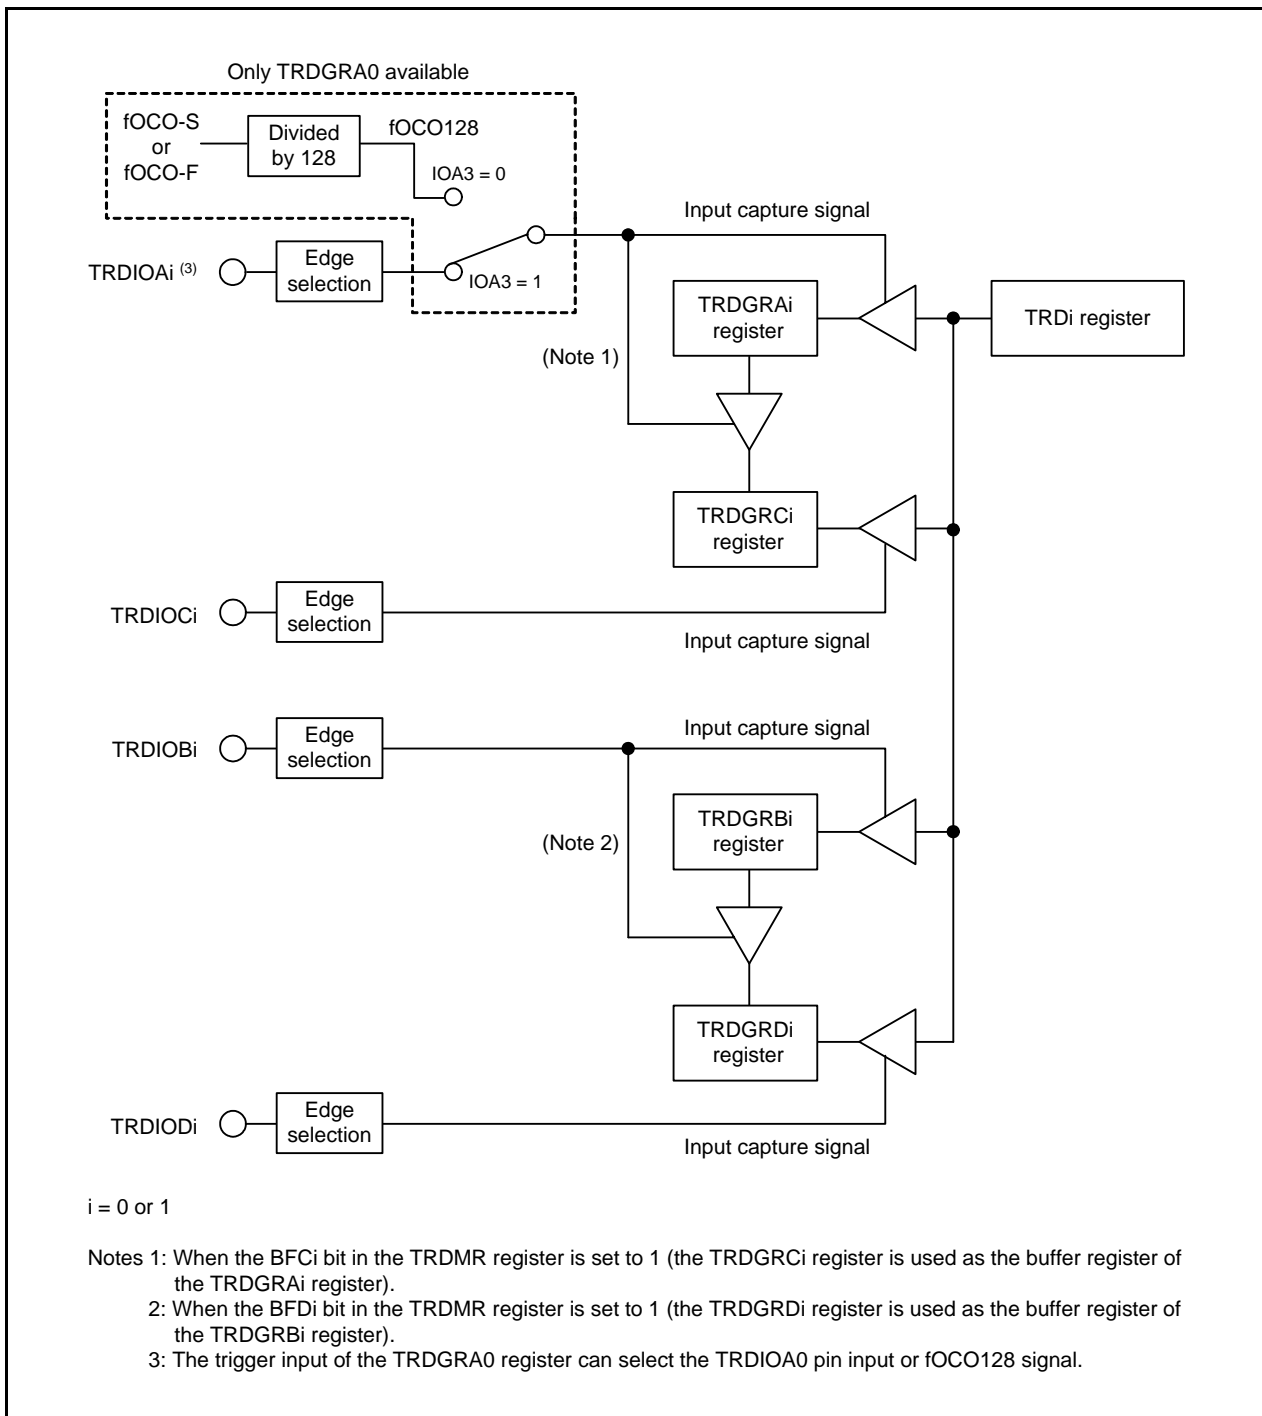 Only TRDGRA0 available
fOCO-S
or
fOCO-F
Divided
by 128
fOCO128
IOA3 = 0
Input capture signal
TRDIOAi (3)
Edge
selection
IOA3 = 1
TRDGRAi
register
TRDi register
(Note 1)
TRDGRCi
register
TRDIOCi
Edge
selection
Input capture signal
TRDIOBi
Edge
selection
Input capture signal
TRDGRBi
register
(Note 2)
TRDGRDi
register
TRDIODi
Edge
selection
Input capture signal
i = 0 or 1
Notes 1: When the BFCi bit in the TRDMR register is set to 1 (the TRDGRCi register is used as the buffer register of
the TRDGRAi register).
2: When the BFDi bit in the TRDMR register is set to 1 (the TRDGRDi register is used as the buffer register of
the TRDGRBi register).
3: The trigger input of the TRDGRA0 register can select the TRDIOA0 pin input or fOCO128 signal.